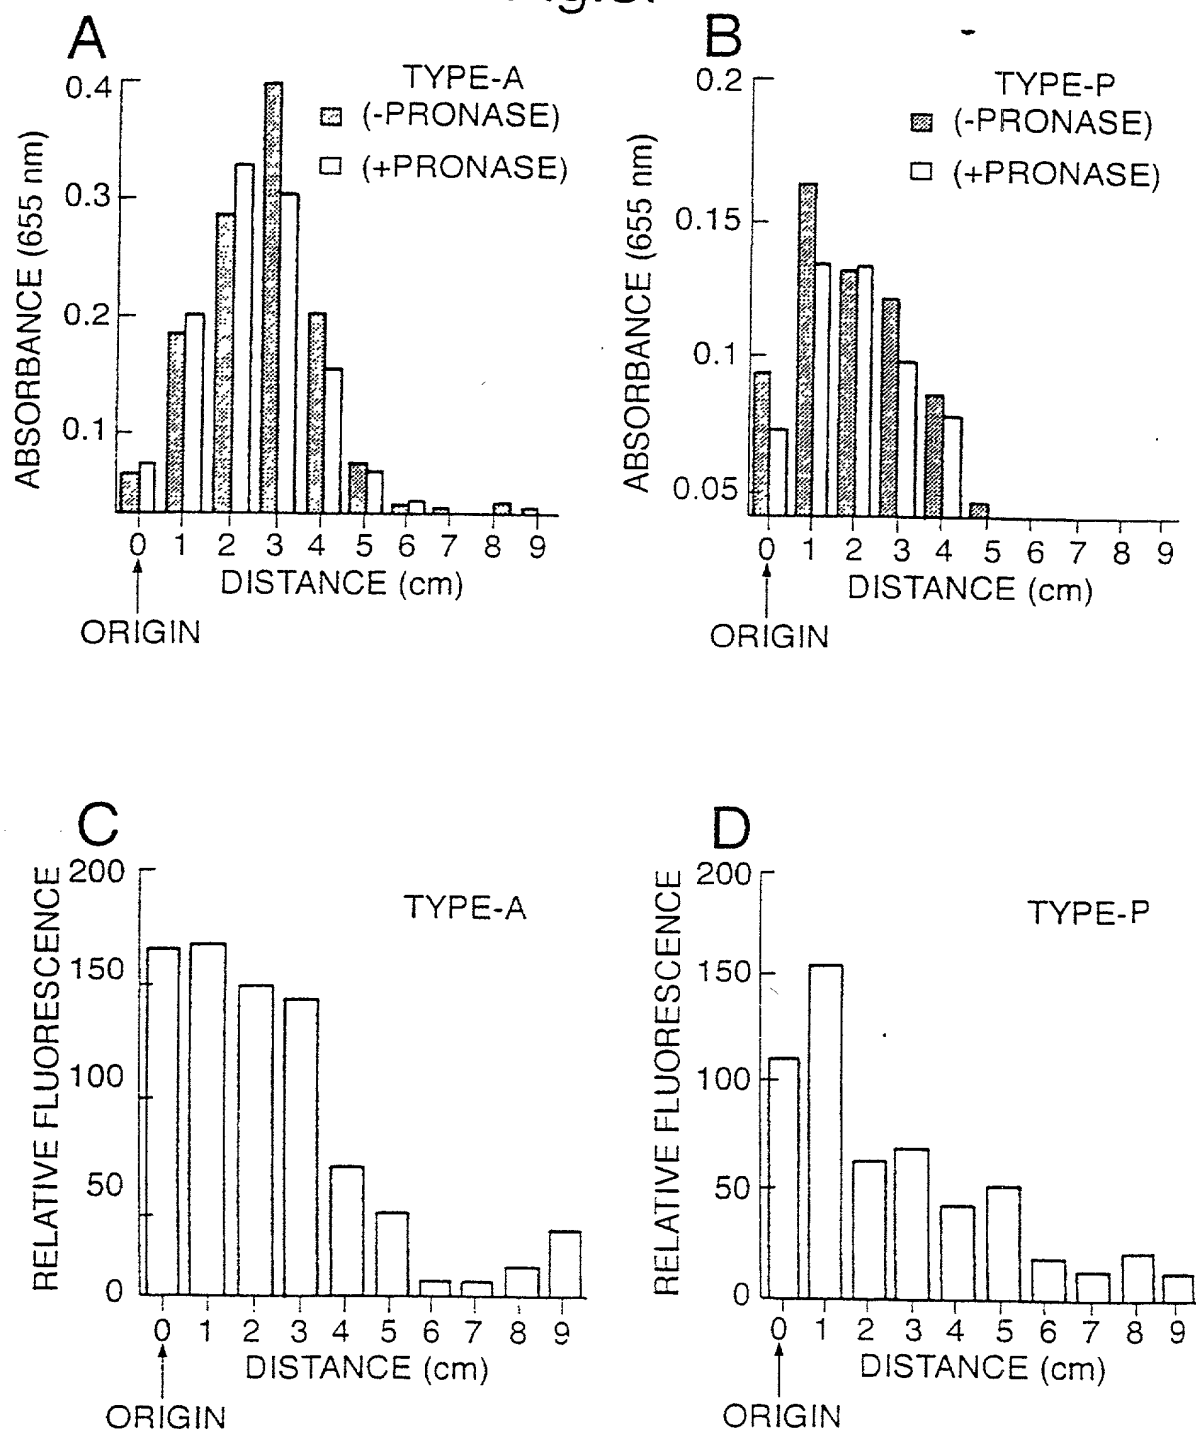 A
TYPE-A
(-PRONASE)
(+PRONASE)
0.4
0.3
0.2
0.1
ABSORBANCE (655 nm)
0 1 2 3 4 5 6 7 8 9
DISTANCE (cm)
ORIGIN
B
TYPE-P
(-PRONASE)
(+PRONASE)
0.2
0.15
0.1
0.05
ABSORBANCE (655 nm)
0 1 2 3 4 5 6 7 8 9
DISTANCE (cm)
ORIGIN
C
TYPE-A
200
150
100
50
0
RELATIVE FLUORESCENCE
0 1 2 3 4 5 6 7 8 9
DISTANCE (cm)
ORIGIN
D
TYPE-P
200
150
100
50
0
RELATIVE FLUORESCENCE
0 1 2 3 4 5 6 7 8 9
DISTANCE (cm)
ORIGIN